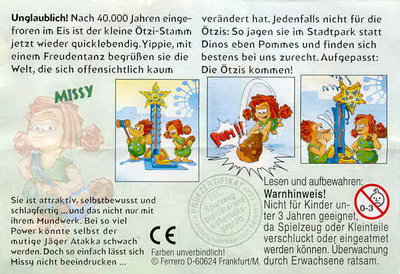 Unglaublich! Nach 40.000 Jahren einge-
froren im Eis ist der kleine Ötzi-Stamm
jetzt wieder quicklebendig. Yippie, mit
einem Freudentanz begrüßen sie die
Welt, die sich offensichtlich kaum
verändert hat. Jedenfalls nicht für die
Ötzis: So jagen sie im Stadtpark statt
Dinos eben Pommes und finden sich
bestens bei uns zurecht. Aufgepasst:
Die Ötzis kommen!
MISSY
Sie ist attraktiv, selbstbewusst und
schlagfertig ... und das nicht nur mit
ihrem Mundwerk. Bei so viel
Power könnte selbst der
mutige Jäger Atakka schwach
werden. Doch so einfach lässt sich
Missy nicht beeindrucken ...
CE
Farben unverbindlich!
© Ferrero D-60624 Frankfurt/M.
Lesen und aufbewahren:
Warnhinweis!
Nicht für Kinder un-
ter 3 Jahren geeignet,
da Spielzeug oder Kleinteile
verschluckt oder eingeatmet
werden können. Überwachung
durch Erwachsene ratsam.
0-3